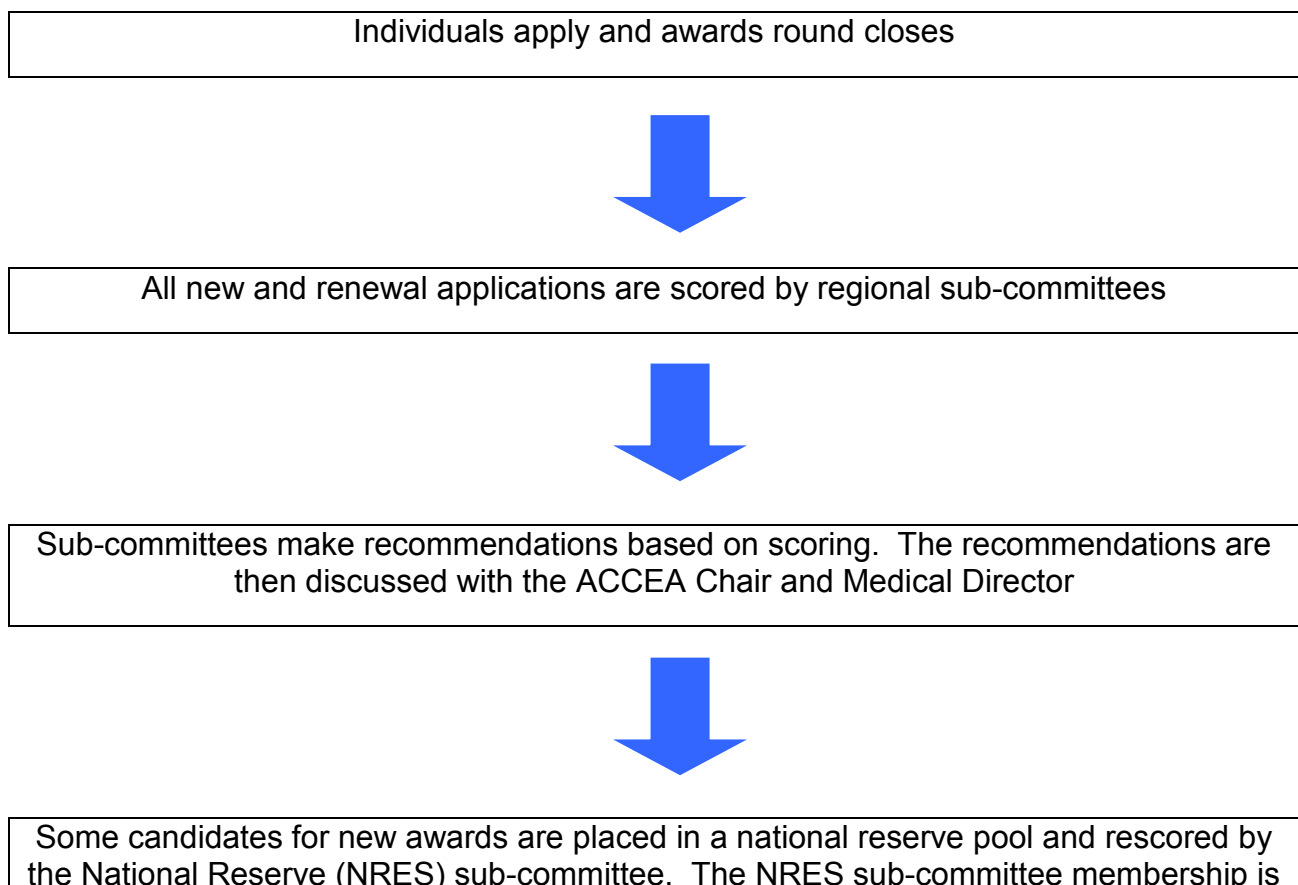 Individuals apply and awards round closes
All new and renewal applications are scored by regional sub-committees
Sub-committees make recommendations based on scoring.  The recommendations are
then discussed with the ACCEA Chair and Medical Director
Some candidates for new awards are placed in a national reserve pool and rescored by
the National Reserve (NRES) sub-committee.  The NRES sub-committee membership is